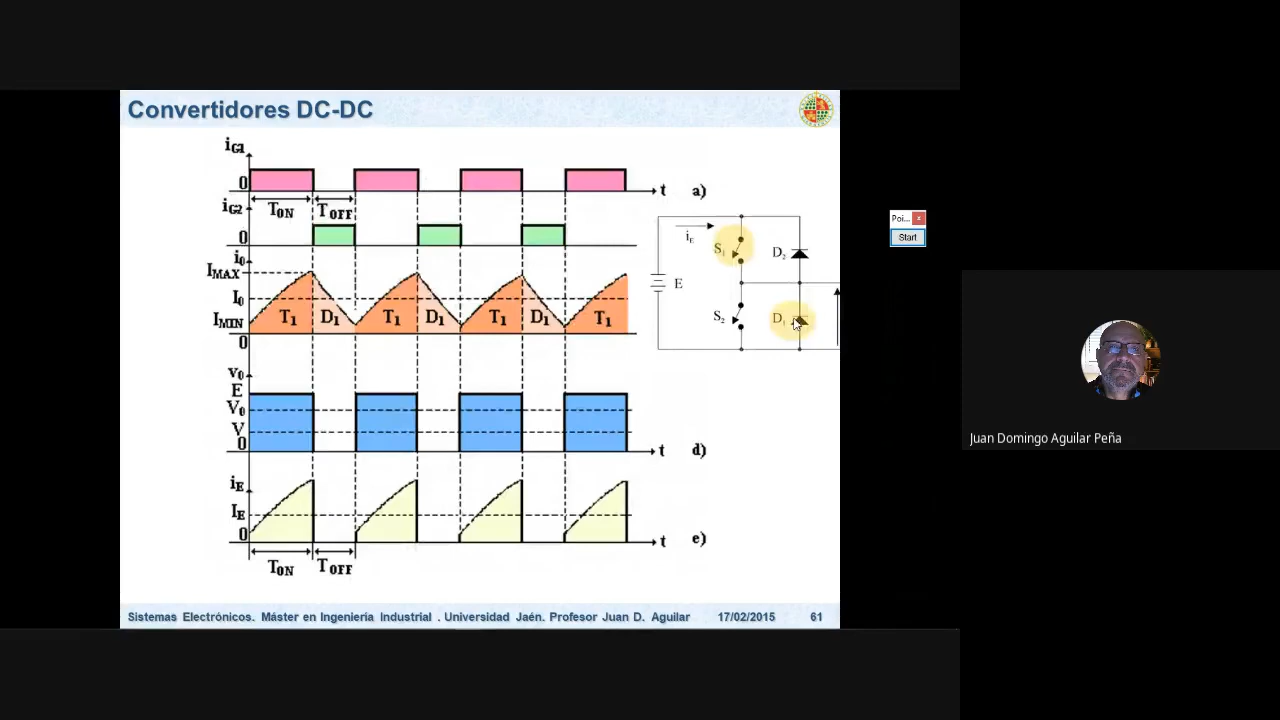 Convertidores DC-DC
iG1
0
t
a)
TON
TOFF
iG2
0
i0
IMAX
I0
IMIN
0
T1
D1
T1
D1
T1
D1
T1
v0
E
V0
V
0
t
d)
iE
IE
0
t
e)
TON
TOFF
iE
S1
D2
E
S2
D1
Sistemas Electrónicos. Máster en Ingeniería Industrial . Universidad Jaén. Profesor Juan D. Aguilar
17/02/2015
61
Poi...
x
Start
Juan Domingo Aguilar Peña